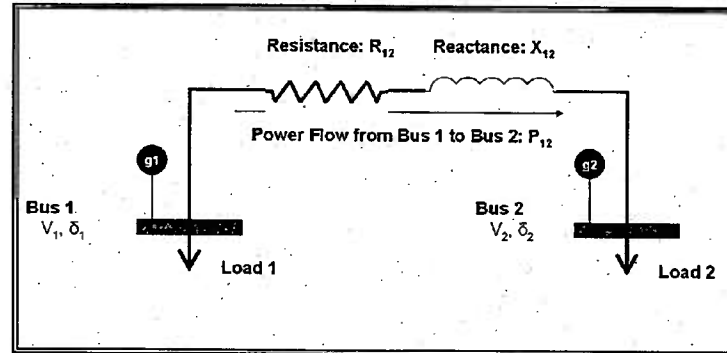 Resistance: R₁₂ Reactance: X₁₂
Power Flow from Bus 1 to Bus 2: P₁₂
g1
g2
Bus 1
V₁, δ₁
Bus 2
V₂, δ₂
Load 1
Load 2